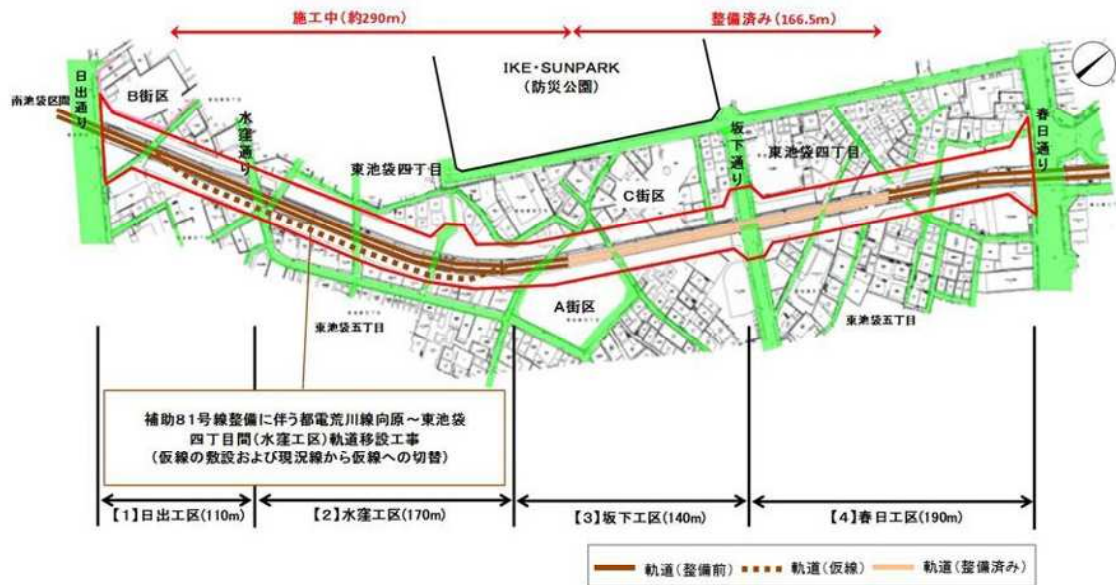 施工中(約290m)
整備済み(166.5m)
IKE・SUNPARK
(防災公園)
日出通り
南池袋区間
B街区
水窪通り
東池袋四丁目
坂下通り
東池袋四丁目
春日通り
C街区
A街区
東池袋五丁目
東池袋五丁目
補助81号線整備に伴う都電荒川線向原～東池袋
四丁目間(水窪工区)軌道移設工事
(仮線の敷設および現況線から仮線への切替)
【1】日出工区(110m)
【2】水窪工区(170m)
【3】坂下工区(140m)
【4】春日工区(190m)
軌道(整備前)
軌道(仮線)
軌道(整備済み)